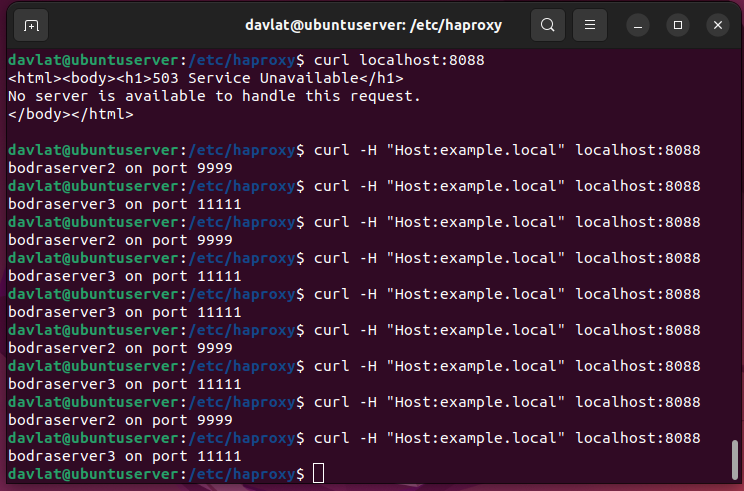 davlat@ubuntuserver: /etc/haproxy
davlat@ubuntuserver:/etc/haproxy$ curl localhost:8088
<html><body><h1>503 Service Unavailable</h1>
No server is available to handle this request.
</body></html>
davlat@ubuntuserver:/etc/haproxy$ curl -H "Host:example.local" localhost:8088
bodraserver2 on port 9999
davlat@ubuntuserver:/etc/haproxy$ curl -H "Host:example.local" localhost:8088
bodraserver3 on port 11111
davlat@ubuntuserver:/etc/haproxy$ curl -H "Host:example.local" localhost:8088
bodraserver2 on port 9999
davlat@ubuntuserver:/etc/haproxy$ curl -H "Host:example.local" localhost:8088
bodraserver3 on port 11111
davlat@ubuntuserver:/etc/haproxy$ curl -H "Host:example.local" localhost:8088
bodraserver3 on port 11111
davlat@ubuntuserver:/etc/haproxy$ curl -H "Host:example.local" localhost:8088
bodraserver2 on port 9999
davlat@ubuntuserver:/etc/haproxy$ curl -H "Host:example.local" localhost:8088
bodraserver3 on port 11111
davlat@ubuntuserver:/etc/haproxy$ curl -H "Host:example.local" localhost:8088
bodraserver2 on port 9999
davlat@ubuntuserver:/etc/haproxy$ curl -H "Host:example.local" localhost:8088
bodraserver3 on port 11111
davlat@ubuntuserver:/etc/haproxy$